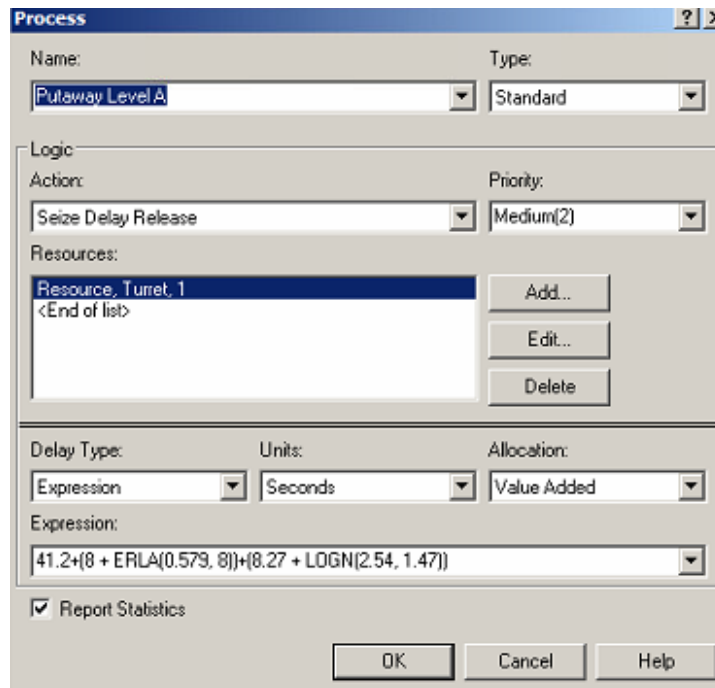 Process
Name: Type:
Putaway Level A Standard
Logic
Action: Priority:
Seize Delay Release Medium(2)
Resources:
Resource, Turret, 1 Add...
<End of list>
Edit...
Delete
Delay Type: Units: Allocation:
Expression Seconds Value Added
Expression:
41.2+(8 + ERLA(0.579, 8))+(8.27 + LOGN(2.54, 1.47))
Report Statistics
OK Cancel Help